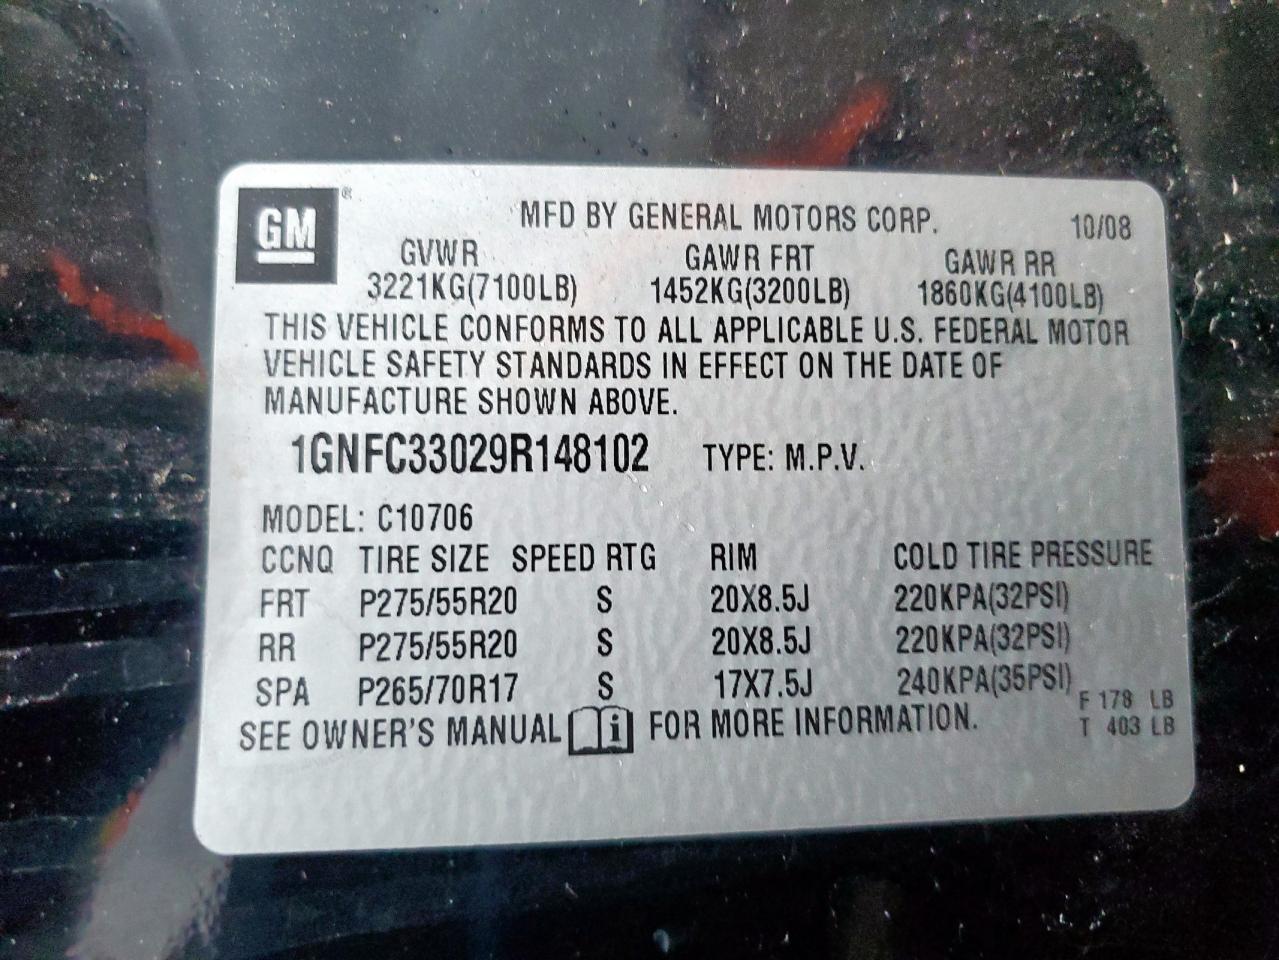 GM ®
MFD BY GENERAL MOTORS CORP. 10/08
GVWR GAWR FRT GAWR RR
3221KG(7100LB) 1452KG(3200LB) 1860KG(4100LB)
THIS VEHICLE CONFORMS TO ALL APPLICABLE U.S. FEDERAL MOTOR
VEHICLE SAFETY STANDARDS IN EFFECT ON THE DATE OF
MANUFACTURE SHOWN ABOVE.
1GNFC33029R148102 TYPE: M.P.V.
MODEL: C10706
CCNQ TIRE SIZE SPEED RTG RIM COLD TIRE PRESSURE
FRT P275/55R20 S 20X8.5J 220KPA(32PSI)
RR P275/55R20 S 20X8.5J 220KPA(32PSI)
SPA P265/70R17 S 17X7.5J 240KPA(35PSI)
F 178 LB
SEE OWNER'S MANUAL i FOR MORE INFORMATION. T 403 LB